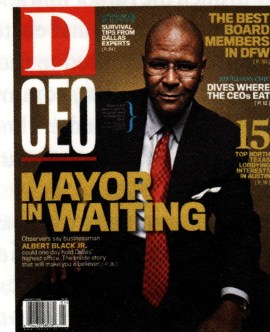 D
CEO
SURVIVAL
TIPS FROM
DALLAS
EXPERTS
THE BEST
BOARD
MEMBERS
IN DFW
DIVES WHERE
THE CEOs EAT
15
TOP NORTH
TEXAS
LOBBYING
INTERESTS
IN AUSTIN
MAYOR
IN WAITING
Observers say businessman
ALBERT BLACK JR.
could one day hold Dallas'
highest office. The inside story
that will make you a believer.